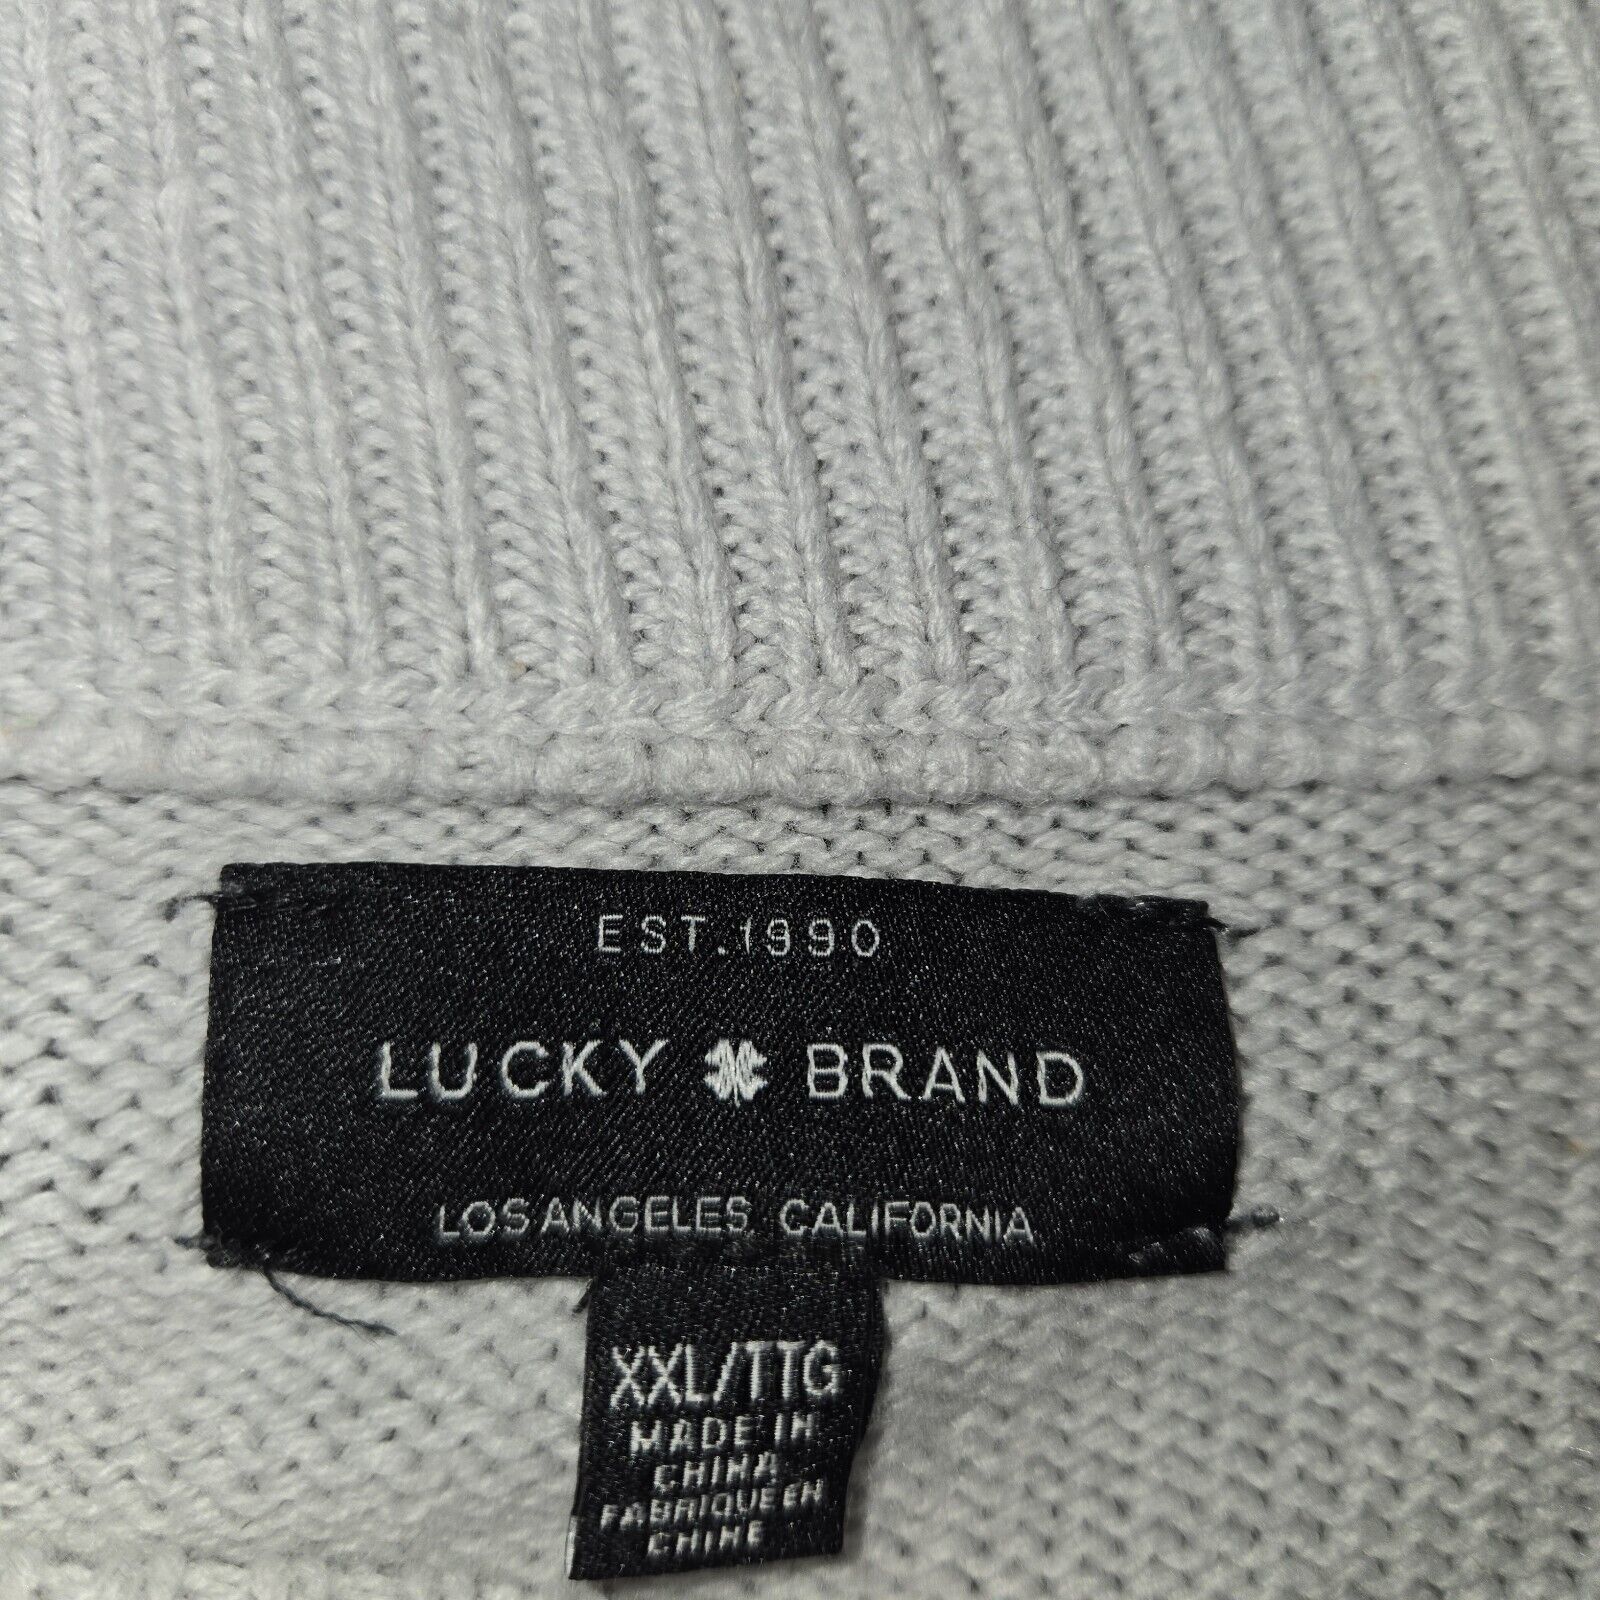 EST. 1990
LUCKY BRAND
LOS ANGELES, CALIFORNIA
XXL/TTG
MADE IN
CHINA
FABRIQUE EN
CHINE